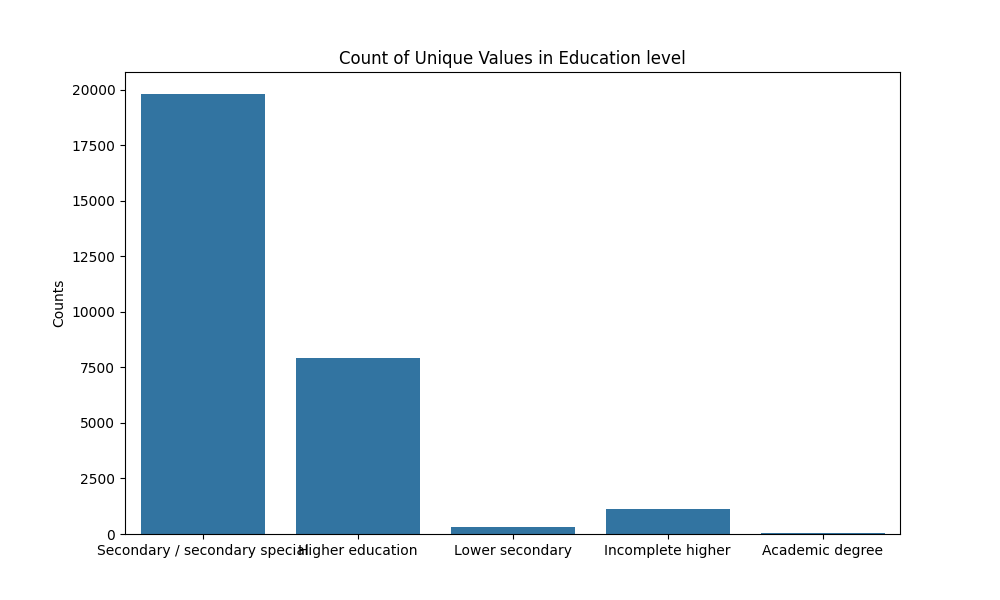 Count of Unique Values in Education level
20000
17500
15000
12500
10000
7500
5000
2500
0
Counts
Secondary / secondary special
Higher education
Lower secondary
Incomplete higher
Academic degree